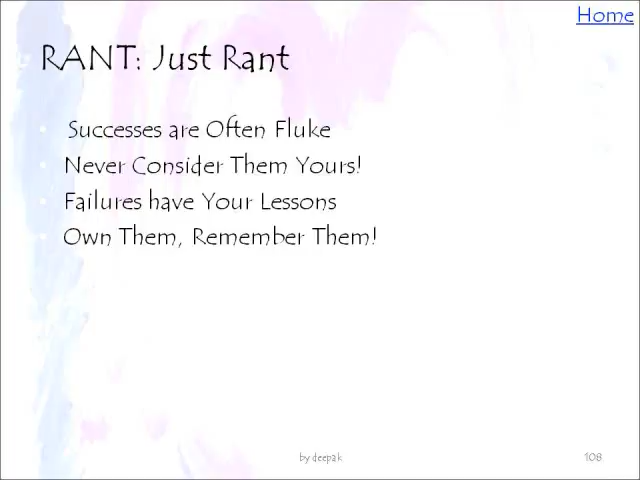 Home
RANT: Just Rant
Successes are Often Fluke
Never Consider Them Yours!
Failures have Your Lessons
Own Them, Remember Them!
by deepak
108